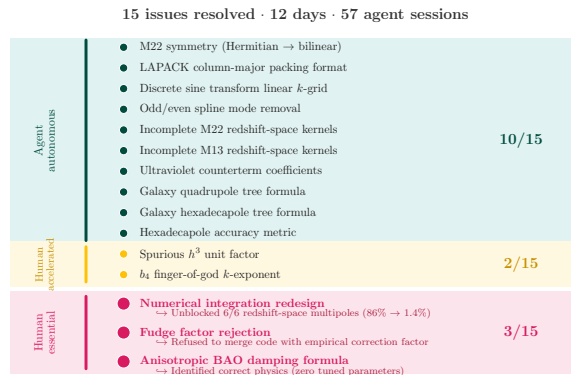 15 issues resolved · 12 days · 57 agent sessions
Agent
autonomous
M22 symmetry (Hermitian → bilinear)
LAPACK column-major packing format
Discrete sine transform linear k-grid
Odd/even spline mode removal
Incomplete M22 redshift-space kernels
Incomplete M13 redshift-space kernels
Ultraviolet counterterm coefficients
Galaxy quadrupole tree formula
Galaxy hexadecapole tree formula
Hexadecapole accuracy metric
10/15
Human
accelerated
Spurious h³ unit factor
b₄ finger-of-god k-exponent
2/15
Human
essential
Numerical integration redesign
↪ Unblocked 6/6 redshift-space multipoles (86% → 1.4%)
Fudge factor rejection
↪ Refused to merge code with empirical correction factor
Anisotropic BAO damping formula
↪ Identified correct physics (zero tuned parameters)
3/15